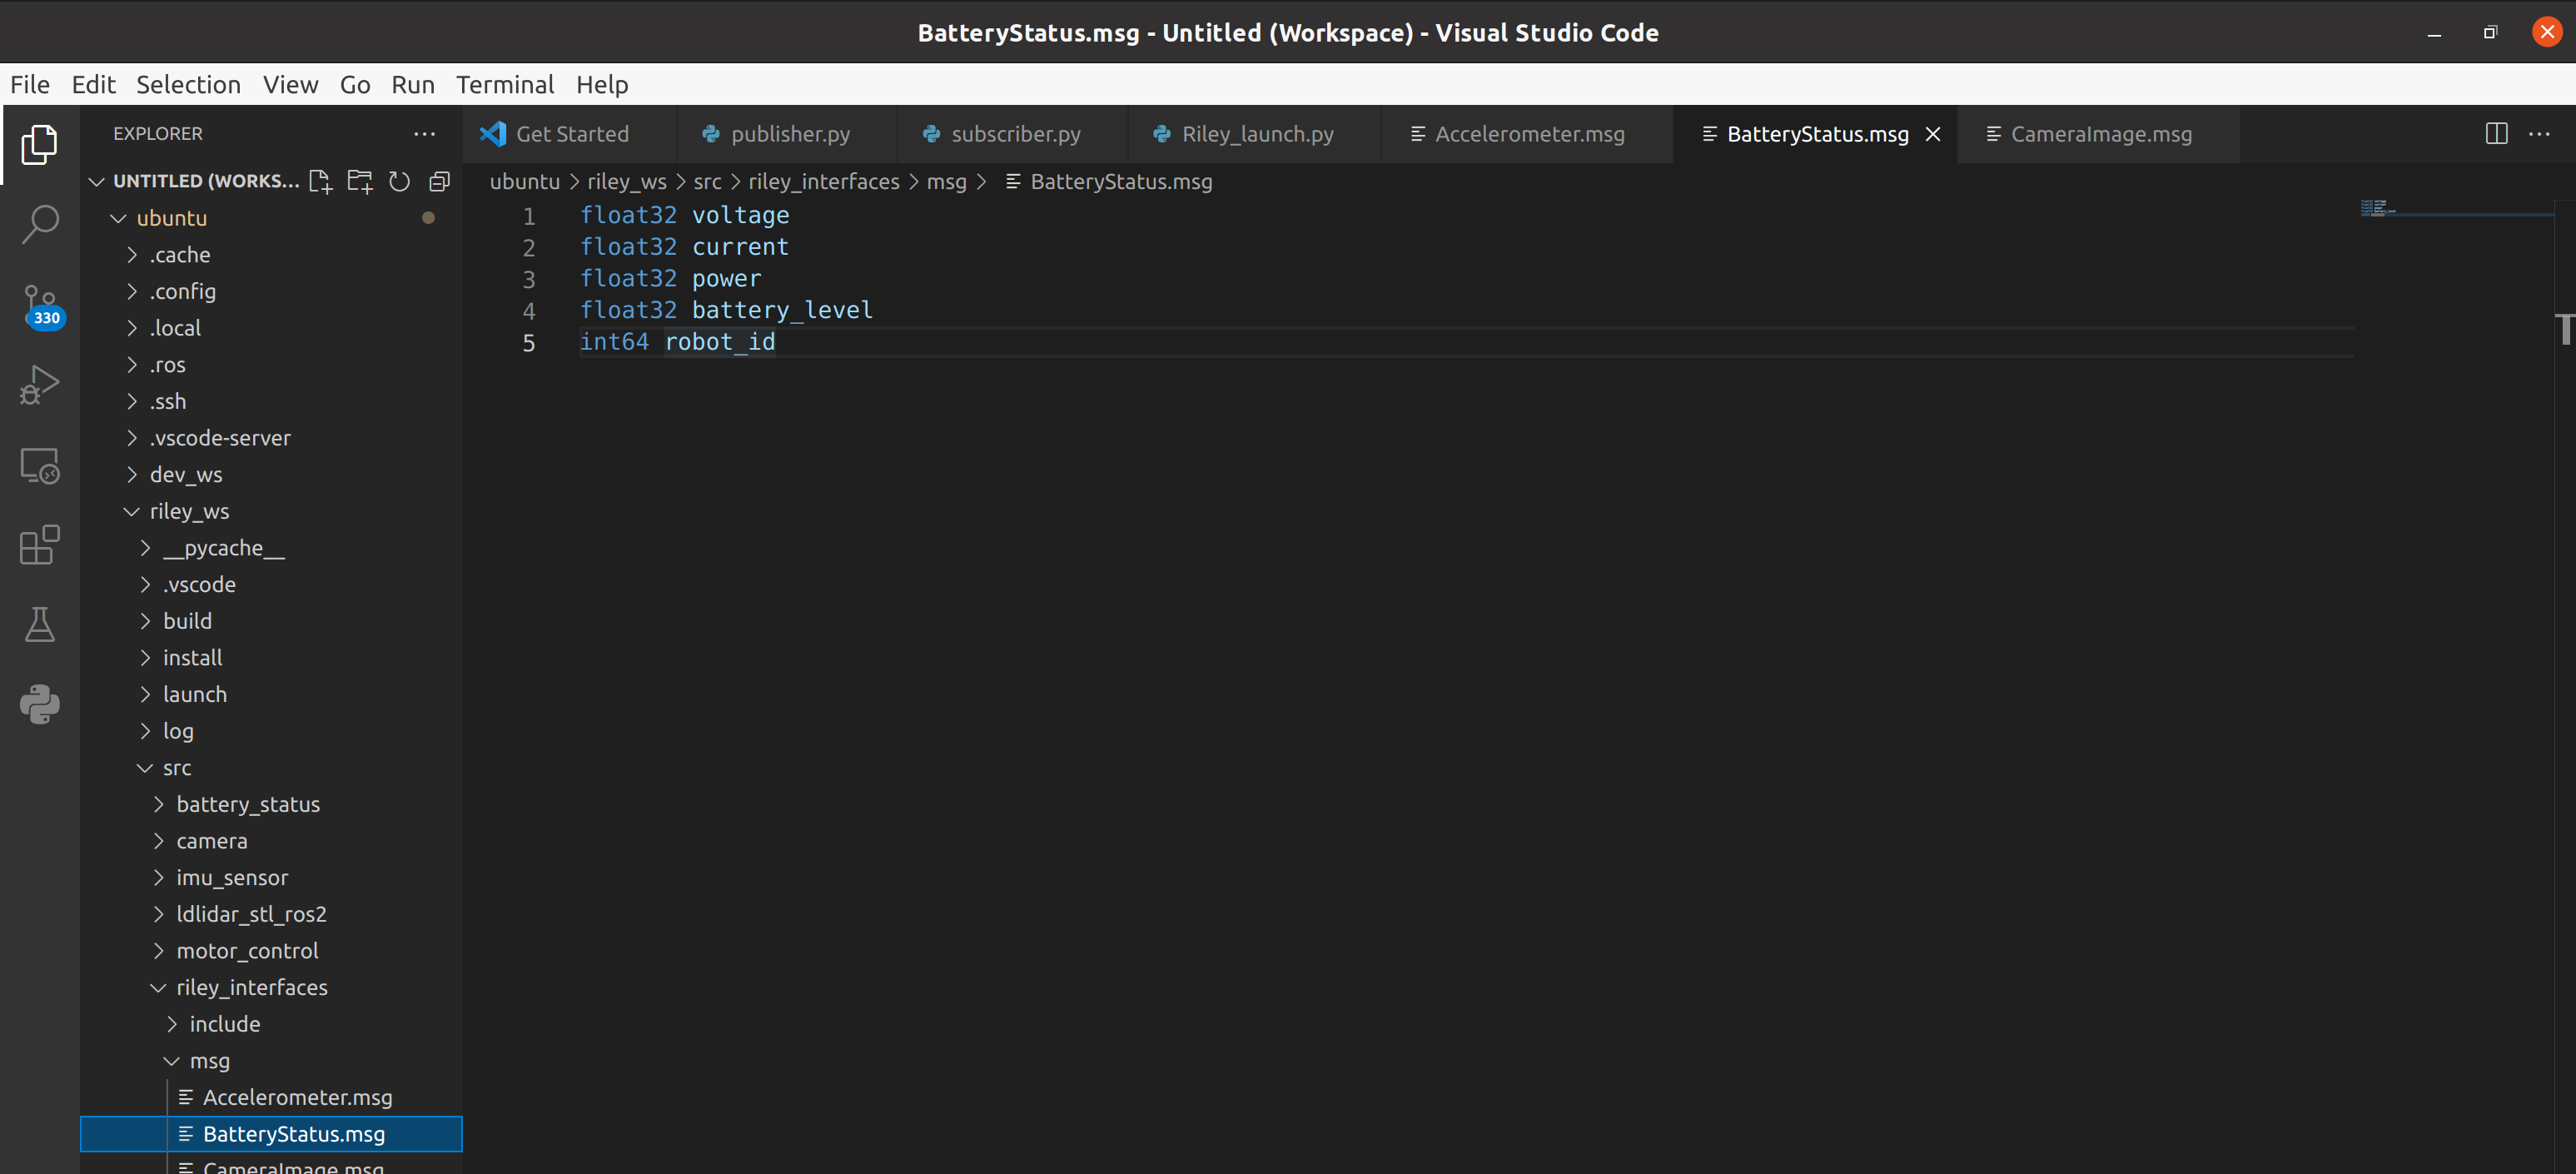 BatteryStatus.msg - Untitled (Workspace) - Visual Studio Code
File Edit Selection View Go Run Terminal Help
EXPLORER
Get Started
publisher.py
subscriber.py
Riley_launch.py
Accelerometer.msg
BatteryStatus.msg
CameraImage.msg
UNTITLED (WORKS...
ubuntu
.cache
.config
.local
.ros
.ssh
.vscode-server
dev_ws
riley_ws
__pycache__
.vscode
build
install
launch
log
src
battery_status
camera
imu_sensor
ldlidar_stl_ros2
motor_control
riley_interfaces
include
msg
Accelerometer.msg
BatteryStatus.msg
CameraImage.msg
330
ubuntu > riley_ws > src > riley_interfaces > msg > BatteryStatus.msg
1 float32 voltage
2 float32 current
3 float32 power
4 float32 battery_level
5 int64 robot_id